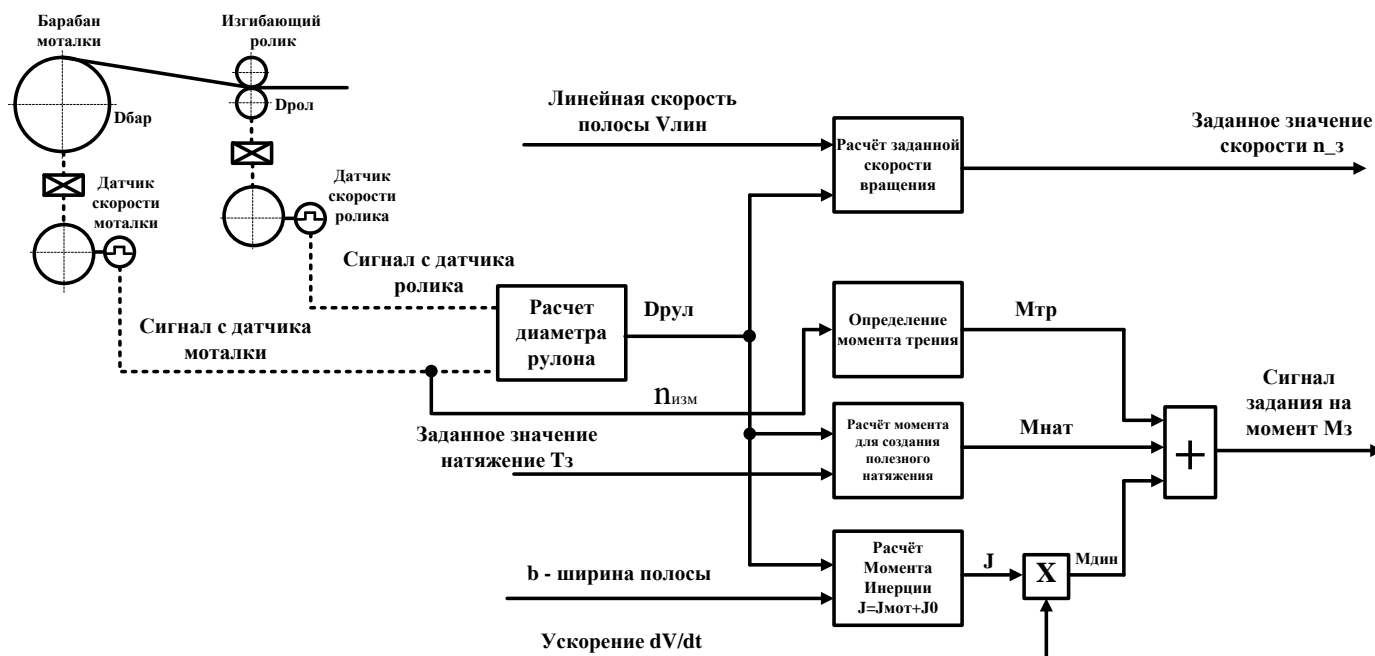 Барабан
моталки
Изгибающий
ролик
Dбар
Dрол
Датчик
скорости
моталки
Датчик
скорости
ролика
Линейная скорость
полосы Vлин
Расчёт заданной
скорости
вращения
Заданное значение
скорости n_з
Сигнал с датчика
ролика
Сигнал с датчика
моталки
Расчет
диаметра
рулона
Dрул
Определение
момента трения
Mтр
nизм
Заданное значение
натяжение Tз
Расчёт момента
для создания
полезного
натяжения
Mнат
+
Сигнал
задания на
момент Mз
b - ширина полосы
Расчёт
Момента
Инерции
J=Jмот+J0
J
X
Mдин
Ускорение dV/dt